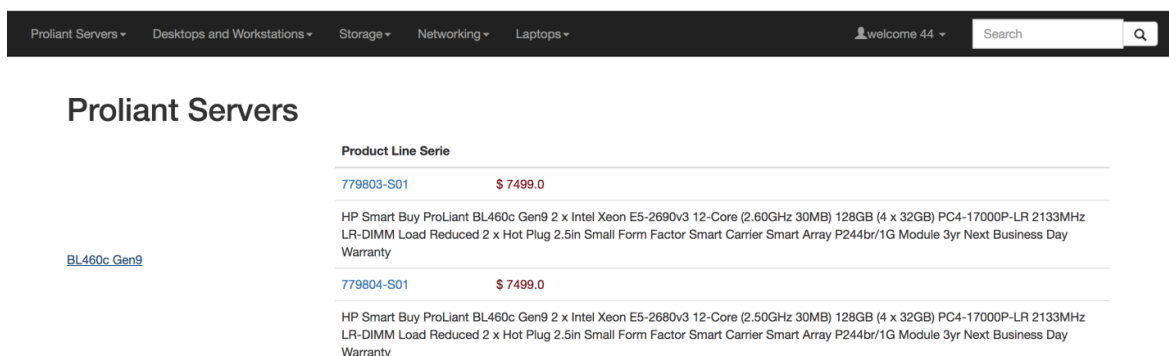 Proliant Servers Desktops and Workstations Storage Networking Laptops welcome 44 Search
Proliant Servers
Product Line Serie
779803-S01 $ 7499.0
HP Smart Buy ProLiant BL460c Gen9 2 x Intel Xeon E5-2690v3 12-Core (2.60GHz 30MB) 128GB (4 x 32GB) PC4-17000P-LR 2133MHz
LR-DIMM Load Reduced 2 x Hot Plug 2.5in Small Form Factor Smart Carrier Smart Array P244br/1G Module 3yr Next Business Day
Warranty
BL460c Gen9
779804-S01 $ 7499.0
HP Smart Buy ProLiant BL460c Gen9 2 x Intel Xeon E5-2680v3 12-Core (2.50GHz 30MB) 128GB (4 x 32GB) PC4-17000P-LR 2133MHz
LR-DIMM Load Reduced 2 x Hot Plug 2.5in Small Form Factor Smart Carrier Smart Array P244br/1G Module 3yr Next Business Day
Warranty